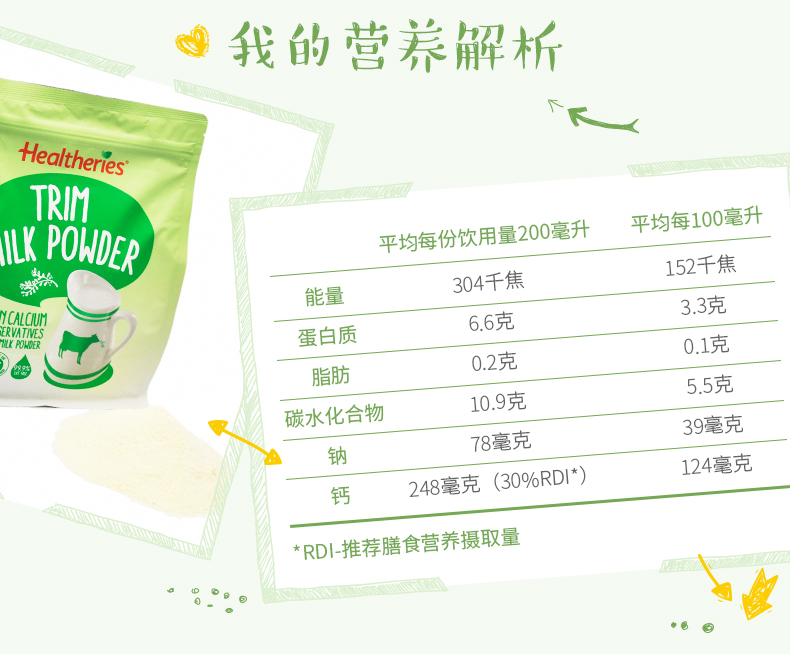 我的营养解析
Healtheries
TRIM
MILK POWDER
CALCIUM
MILK POWDER
99.9%
平均每份饮用量200毫升 平均每100毫升
能量 304千焦 152千焦
蛋白质 6.6克 3.3克
脂肪 0.2克 0.1克
碳水化合物 10.9克 5.5克
钠 78毫克 39毫克
钙 248毫克（30%RDI*） 124毫克
*RDI-推荐膳食营养摄取量